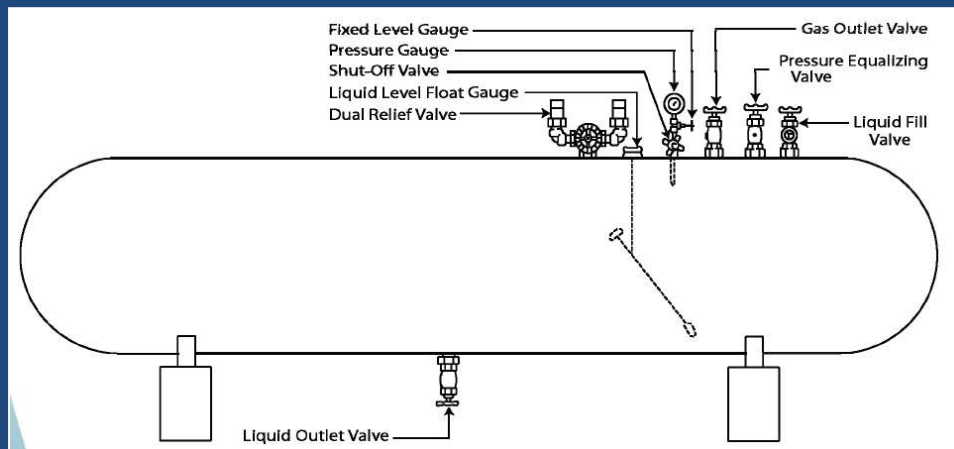 Fixed Level Gauge
Pressure Gauge
Shut-Off Valve
Liquid Level Float Gauge
Dual Relief Valve
Gas Outlet Valve
Pressure Equalizing
Valve
Liquid Fill
Valve
Liquid Outlet Valve